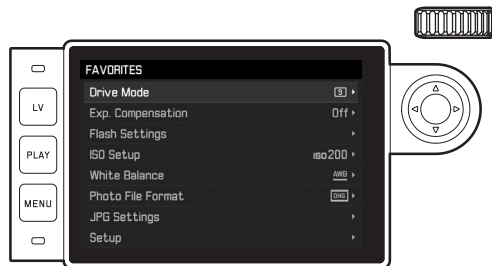 FAVORITES
Drive Mode S
Exp. Compensation Off
Flash Settings
ISO Setup ISO200
White Balance AWB
Photo File Format DNG
JPG Settings
Setup
LV
PLAY
MENU